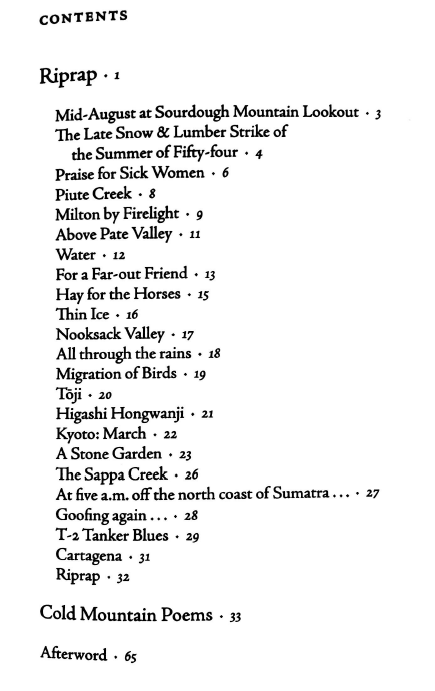 CONTENTS
Riprap · 1
Mid-August at Sourdough Mountain Lookout · 3
The Late Snow & Lumber Strike of
the Summer of Fifty-four · 4
Praise for Sick Women · 6
Piute Creek · 8
Milton by Firelight · 9
Above Pate Valley · 11
Water · 12
For a Far-out Friend · 13
Hay for the Horses · 15
Thin Ice · 16
Nooksack Valley · 17
All through the rains · 18
Migration of Birds · 19
Tōji · 20
Higashi Hongwanji · 21
Kyoto: March · 22
A Stone Garden · 23
The Sappa Creek · 26
At five a.m. off the north coast of Sumatra ... · 27
Goofing again ... · 28
T-2 Tanker Blues · 29
Cartagena · 31
Riprap · 32
Cold Mountain Poems · 33
Afterword · 65